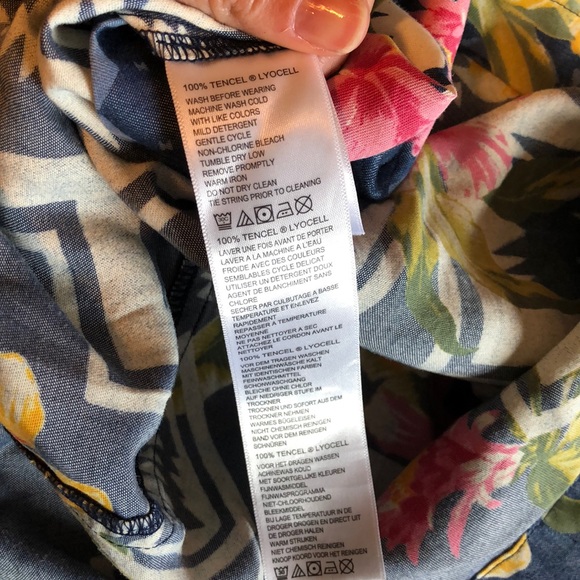 100% TENCEL ® LYOCELL
WASH BEFORE WEARING
MACHINE WASH COLD
WITH LIKE COLORS
MILD DETERGENT
GENTLE CYCLE
NON-CHLORINE BLEACH
TUMBLE DRY LOW
REMOVE PROMPTLY
WARM IRON
DO NOT DRY CLEAN
TIE STRING PRIOR TO CLEANING
100% TENCEL ® LYOCELL
LAVER UNE FOIS AVANT DE PORTER
LAVER A LA MACHINE A L'EAU
FROIDE AVEC DES COULEURS
SEMBLABLES CYCLE DELICAT
UTILISER UN DETERGENT DOUX
AGENT DE BLANCHIMENT SANS
CHLORE
SECHER PAR CULBUTAGE A BASSE
TEMPERATURE ET ENLEVEZ
RAPIDEMENT
REPASSER A TEMPERATURE
MOYENNE
NE PAS NETTOYER A SEC
ATTACHEZ LE CORDON AVANT LE
NETTOYER
100% TENCEL ® LYOCELL
VOR DEM TRAGEN WASCHEN
MASCHINENWÄSCHE KALT
MIT IDENTISCHEN FARBEN
FEINWASCHMITTEL
SCHONWASCHGANG
BLEICHE OHNE CHLOR
AUF NIEDRIGER STUFE IM
TROCKNER
TROCKNEN UND SOFORT DEM
TROCKNER NEHMEN
WARMES BÜGELEISEN
NICHT CHEMISCH REINIGEN
BAND VOR DEM REINIGEN
SCHNÜREN
100% TENCEL ® LYOCELL
VOOR HET DRAGEN WASSEN
ACHINEWAS KOUD
MET SOORTGELIJKE KLEUREN
FIJNWASMIDDEL
FIJNWASPROGRAMMA
NIET-CHLOORHOUDEND
BLEEKMIDDEL
BIJ LAGE TEMPERATUUR IN DE
DROGER DROGEN EN DIRECT UIT
DE DROGER HALEN
WARM STRIJKEN
NIET CHEMISCH REINIGEN
KNOOP KOORD VOOR HET REINIGEN